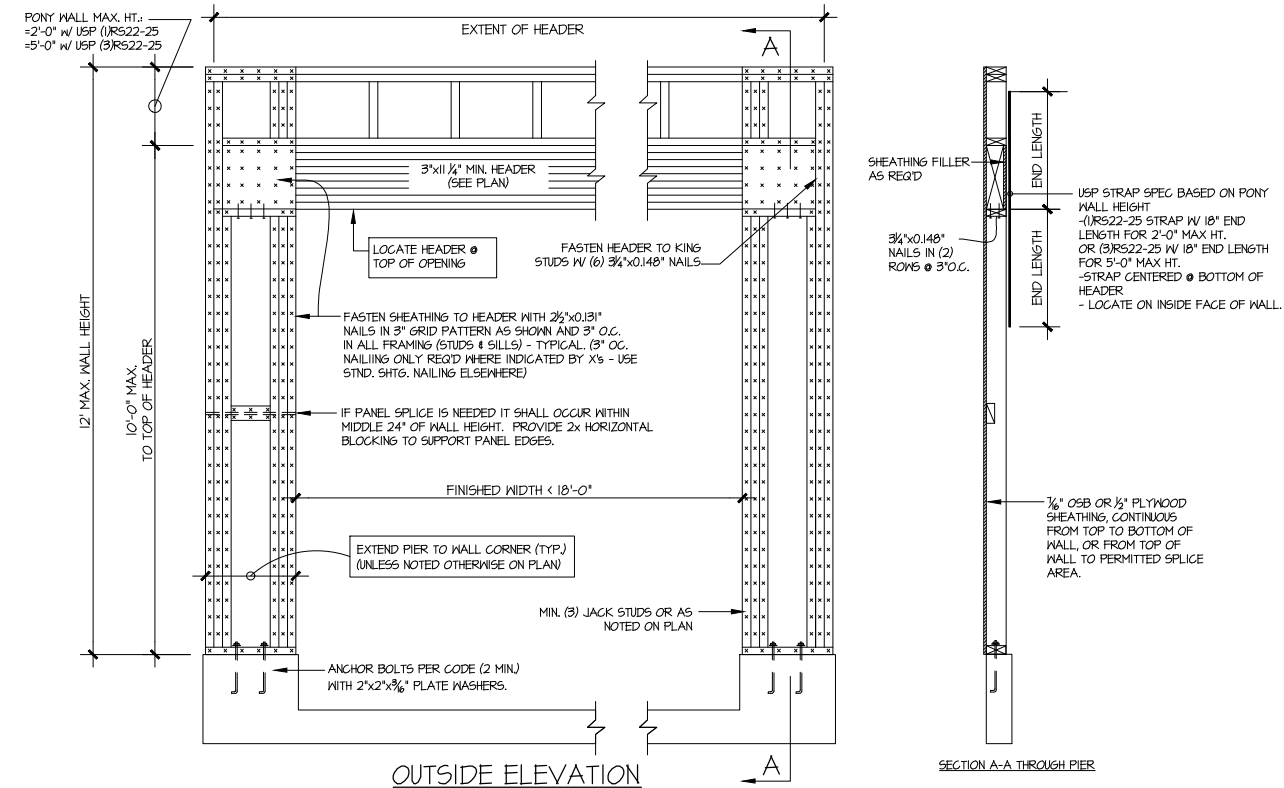 PONY WALL MAX. HT.:
=2'-0" W/ USP (1)RS22-25
=5'-0" W/ USP (3)RS22-25
EXTENT OF HEADER
A
3"x11 1/4" MIN. HEADER
(SEE PLAN)
LOCATE HEADER @
TOP OF OPENING
FASTEN HEADER TO KING
STUDS W/ (6) 3 1/4"x0.148" NAILS
12' MAX. WALL HEIGHT
10'-0" MAX.
TO TOP OF HEADER
FASTEN SHEATHING TO HEADER WITH 2 1/2"x0.131"
NAILS IN 3" GRID PATTERN AS SHOWN AND 3" O.C.
IN ALL FRAMING (STUDS & SILLS) - TYPICAL. (3" OC.
NAILIING ONLY REQ'D WHERE INDICATED BY X's - USE
STND. SHTG. NAILING ELSEWHERE)
IF PANEL SPLICE IS NEEDED IT SHALL OCCUR WITHIN
MIDDLE 24" OF WALL HEIGHT. PROVIDE 2x HORIZONTAL
BLOCKING TO SUPPORT PANEL EDGES.
FINISHED WIDTH < 18'-0"
EXTEND PIER TO WALL CORNER (TYP.)
(UNLESS NOTED OTHERWISE ON PLAN)
MIN. (3) JACK STUDS OR AS
NOTED ON PLAN
ANCHOR BOLTS PER CODE (2 MIN.)
WITH 2"x2"x3/16" PLATE WASHERS.
A
OUTSIDE ELEVATION
SHEATHING FILLER
AS REQ'D
END LENGTH
END LENGTH
3 1/4"x0.148"
NAILS IN (2)
ROWS @ 3"O.C.
USP STRAP SPEC BASED ON PONY
WALL HEIGHT
-(1)RS22-25 STRAP W/ 18" END
LENGTH FOR 2'-0" MAX HT.
OR (3)RS22-25 W/ 18" END LENGTH
FOR 5'-0" MAX HT.
-STRAP CENTERED @ BOTTOM OF
HEADER
- LOCATE ON INSIDE FACE OF WALL.
7/16" OSB OR 1/2" PLYWOOD
SHEATHING, CONTINUOUS
FROM TOP TO BOTTOM OF
WALL, OR FROM TOP OF
WALL TO PERMITTED SPLICE
AREA.
SECTION A-A THROUGH PIER